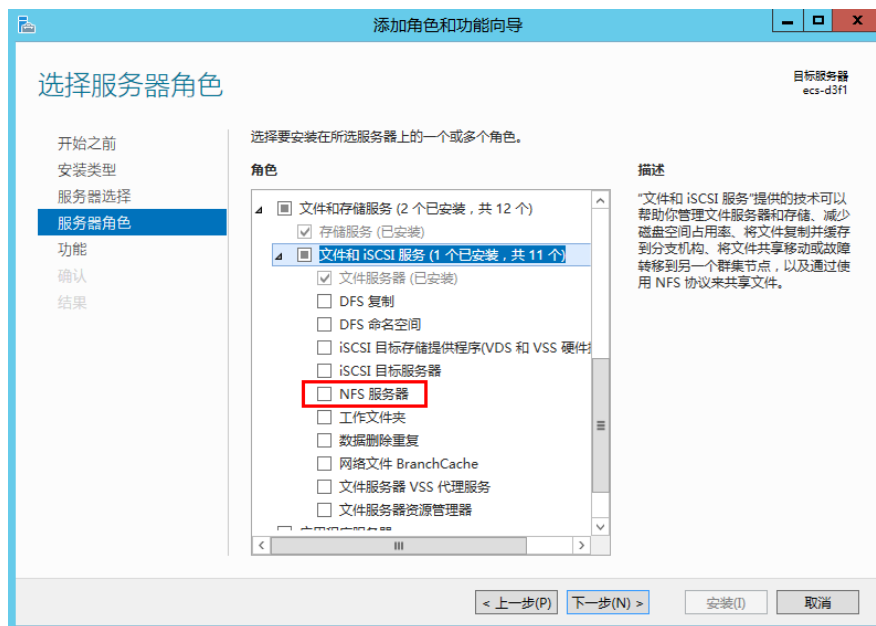 添加角色和功能向导
选择服务器角色
目标服务器
ecs-d3f1
开始之前
安装类型
服务器选择
服务器角色
功能
确认
结果
选择要安装在所选服务器上的一个或多个角色。
角色
文件和存储服务 (2 个已安装，共 12 个)
存储服务 (已安装)
文件和 iSCSI 服务 (1 个已安装，共 11 个)
文件服务器 (已安装)
DFS 复制
DFS 命名空间
iSCSI 目标存储提供程序(VDS 和 VSS 硬件
iSCSI 目标服务器
NFS 服务器
工作文件夹
数据删除重复
网络文件 BranchCache
文件服务器 VSS 代理服务
文件服务器资源管理器
描述
"文件和 iSCSI 服务"提供的技术可以
帮助你管理文件服务器和存储、减少
磁盘空间占用率、将文件复制并缓存
到分支机构、将文件共享移动或故障
转移到另一个群集节点，以及通过使
用 NFS 协议来共享文件。
< 上一步(P)
下一步(N) >
安装(I)
取消